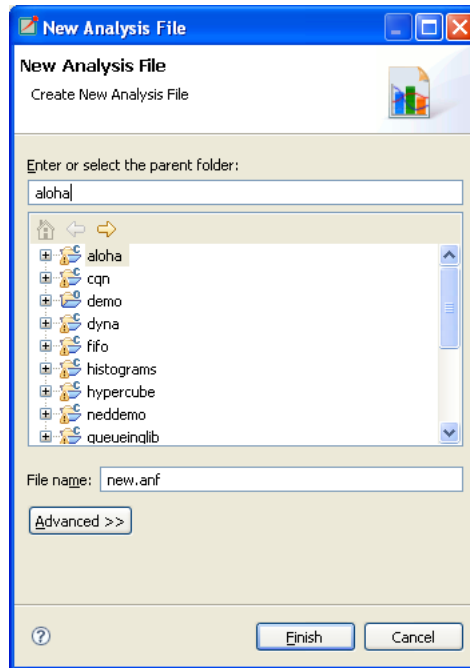 New Analysis File
New Analysis File
Create New Analysis File
Enter or select the parent folder:
aloha
aloha
cqn
demo
dyna
fifo
histograms
hypercube
neddemo
queueinglib
File name: new.anf
Advanced >>
Finish Cancel